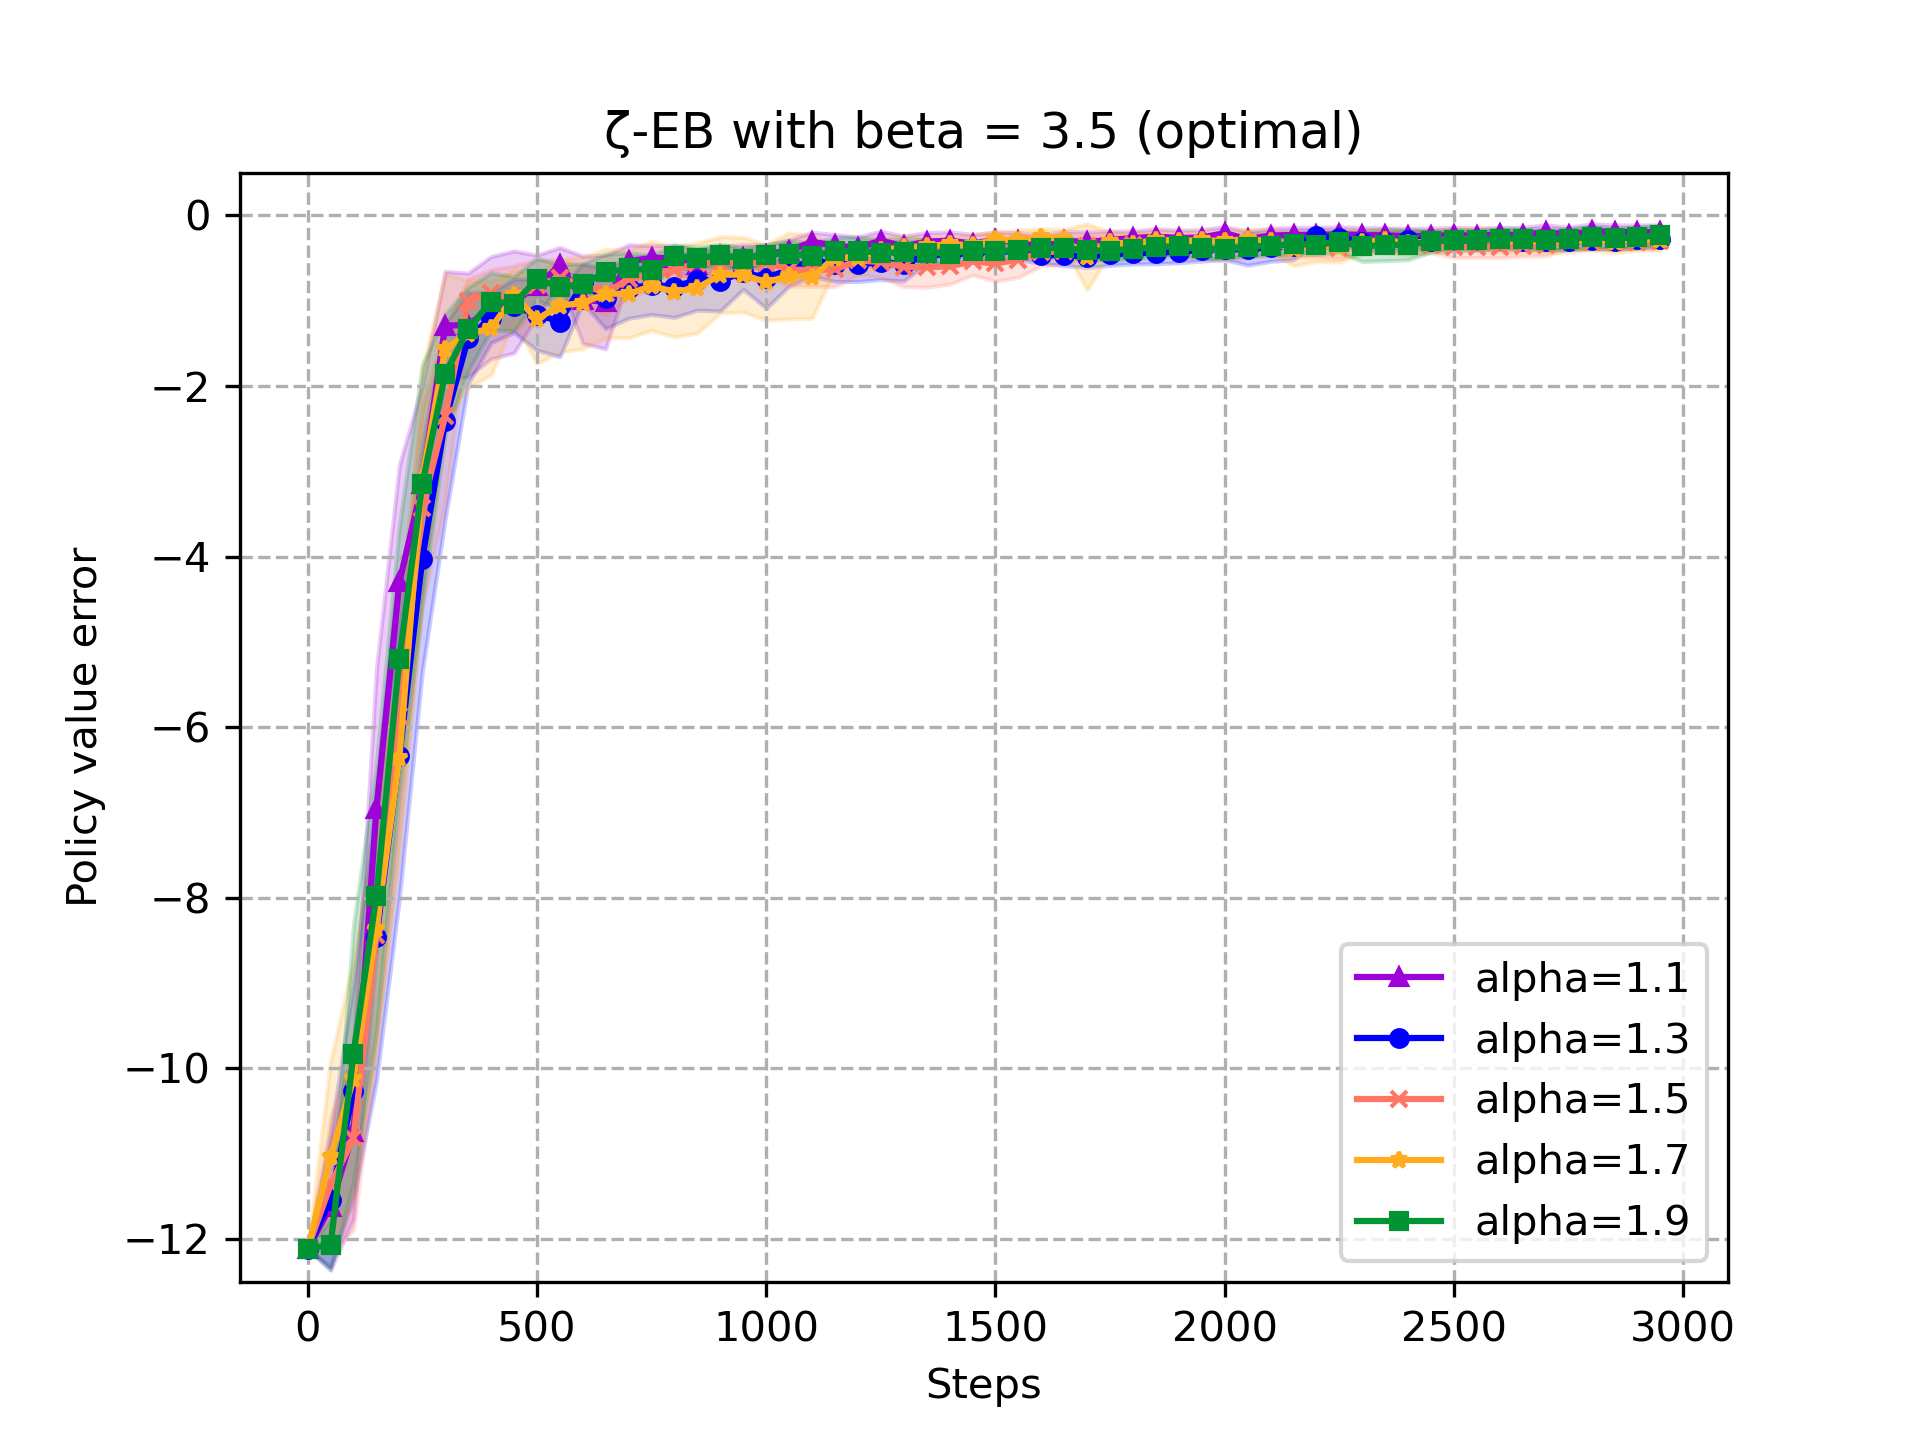 ζ-EB with beta = 3.5 (optimal)
Policy value error
0
−2
−4
−6
−8
−10
−12
0 500 1000 1500 2000 2500 3000
Steps
alpha=1.1
alpha=1.3
alpha=1.5
alpha=1.7
alpha=1.9